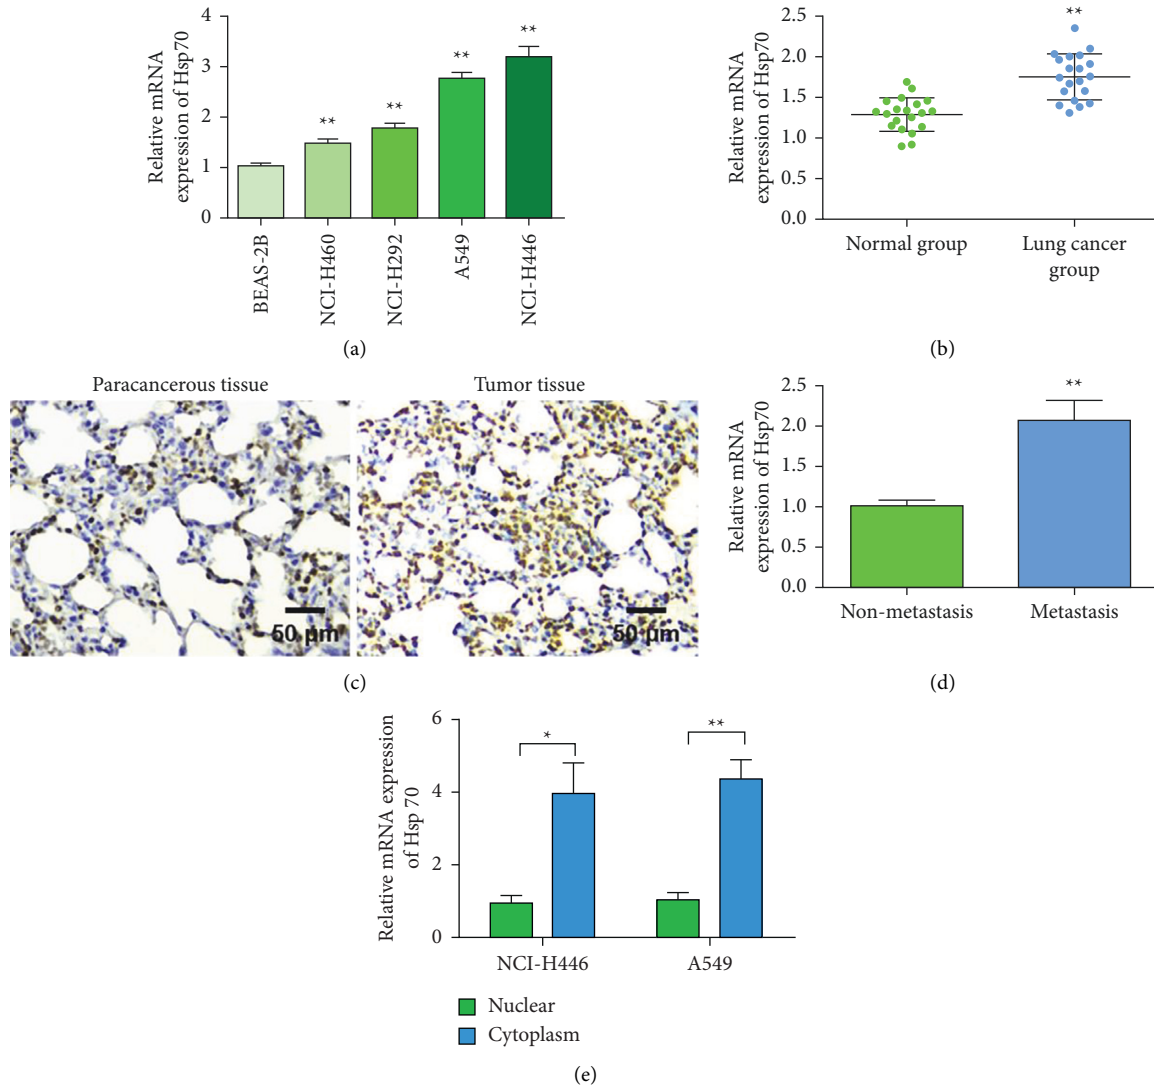 Relative mRNA
expression of Hsp70
4
3
2
1
0
**
**
**
**
BEAS-2B
NCI-H460
NCI-H292
A549
NCI-H446
(a)
Relative mRNA
expression of Hsp70
2.5
2.0
1.5
1.0
0.5
0.0
**
Normal group
Lung cancer
group
(b)
Paracancerous tissue
Tumor tissue
50 μm
50 μm
(c)
Relative mRNA
expression of Hsp70
2.5
2.0
1.5
1.0
0.5
0.0
**
Non-metastasis
Metastasis
(d)
Relative mRNA expression
of Hsp 70
6
4
2
0
*
**
NCI-H446
A549
Nuclear
Cytoplasm
(e)